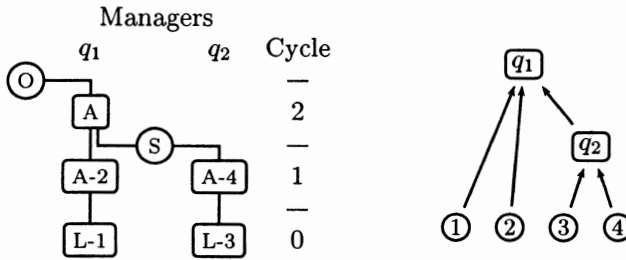 Managers
q₁ q₂ Cycle
O — q₁
A 2
S — q₂
A-2 A-4 1
—
L-1 L-3 0
1 2 3 4